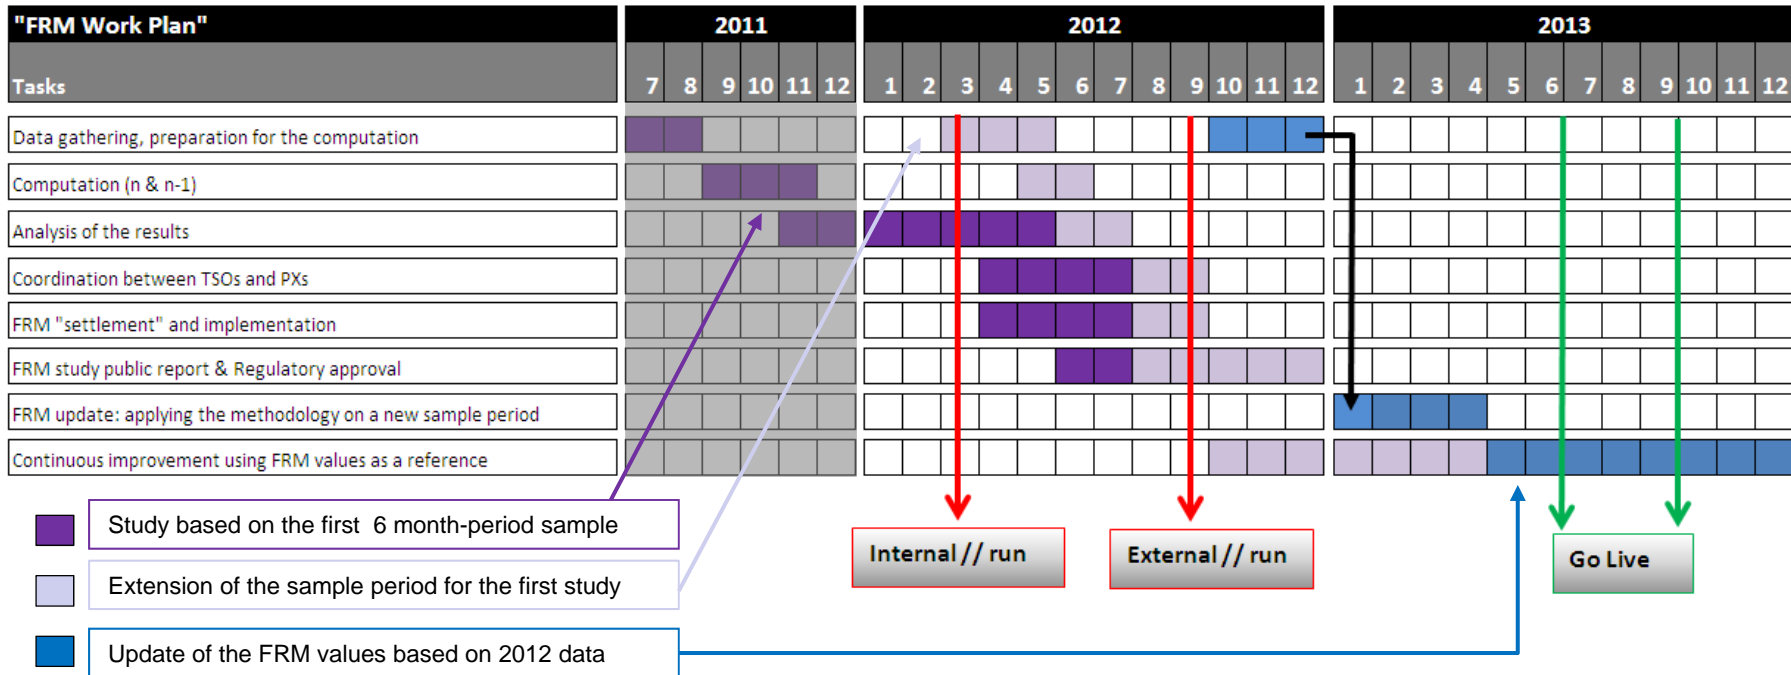 "FRM Work Plan" 2011 2012 2013
Tasks 7 8 9 10 11 12 1 2 3 4 5 6 7 8 9 10 11 12 1 2 3 4 5 6 7 8 9 10 11 12
Data gathering, preparation for the computation
Computation (n & n-1)
Analysis of the results
Coordination between TSOs and PXs
FRM "settlement" and implementation
FRM study public report & Regulatory approval
FRM update: applying the methodology on a new sample period
Continuous improvement using FRM values as a reference
Study based on the first 6 month-period sample
Internal // run External // run Go Live
Extension of the sample period for the first study
Update of the FRM values based on 2012 data